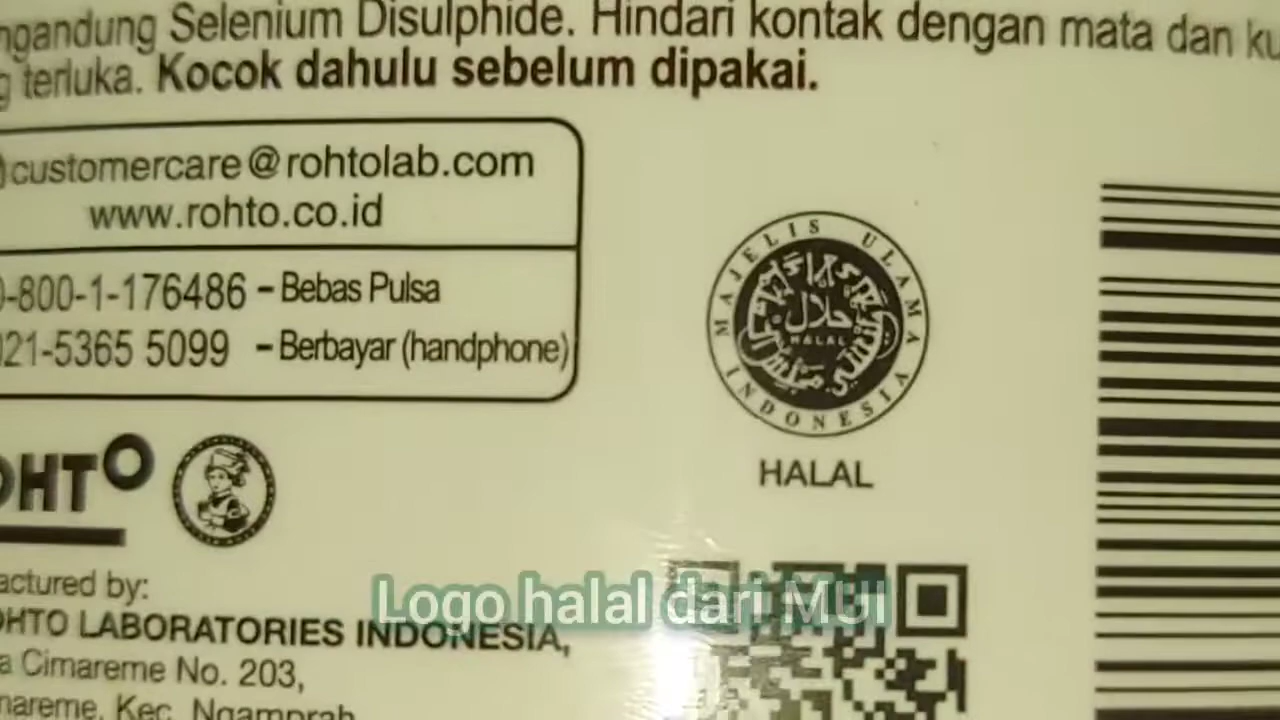 ngandung Selenium Disulphide. Hindari kontak dengan mata dan ku
g terluka. Kocok dahulu sebelum dipakai.
customercare@rohtolab.com
www.rohto.co.id
0-800-1-176486 – Bebas Pulsa
021-5365 5099 – Berbayar (handphone)
MAJELIS ULAMA INDONESIA
حلال
HALAL
HALAL
OHTO
actured by:
OHTO LABORATORIES INDONESIA,
a Cimareme No. 203,
mareme, Kec. Ngamprah
Logo halal dari MUI